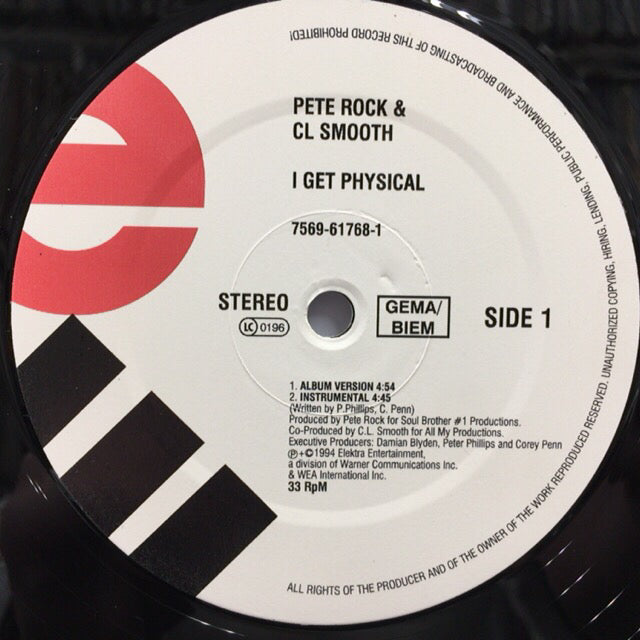 PETE ROCK &
CL SMOOTH
I GET PHYSICAL
7569-61768-1
STEREO
LC 0196
GEMA/
BIEM
SIDE 1
1. ALBUM VERSION 4:54
2. INSTRUMENTAL 4:45
(Written by P.Phillips, C. Penn)
Produced by Pete Rock for Soul Brother #1 Productions.
Co-Produced by C.L. Smooth for All My Productions.
Executive Producers: Damian Blyden, Peter Phillips and Corey Penn
℗+©1994 Elektra Entertainment,
a division of Warner Communications Inc.
& WEA International Inc.
33 RpM
ALL RIGHTS OF THE PRODUCER AND OF THE OWNER OF THE WORK REPRODUCED RESERVED. UNAUTHORIZED COPYING, HIRING, LENDING, PUBLIC PERFORMANCE AND BROADCASTING OF THIS RECORD PROHIBITED!
e